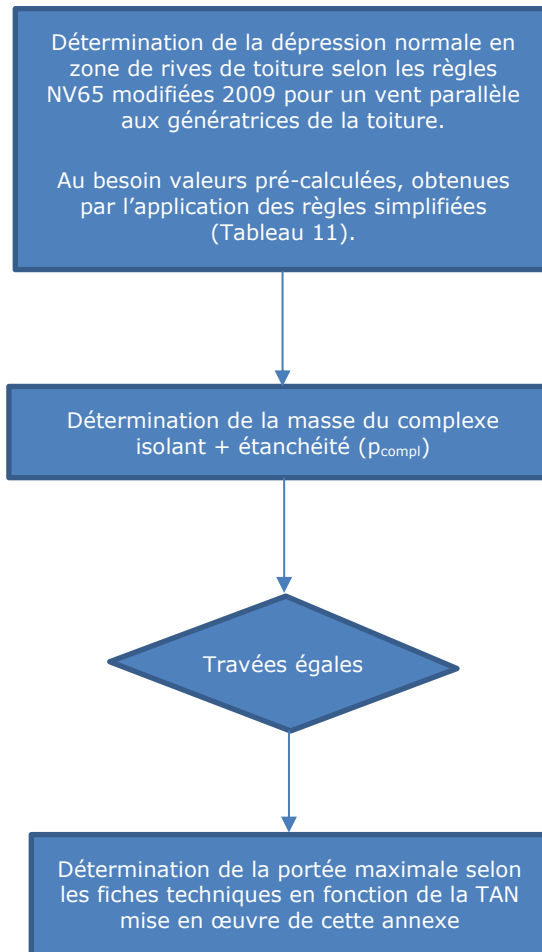 Détermination de la dépression normale en
zone de rives de toiture selon les règles
NV65 modifiées 2009 pour un vent parallèle
aux génératrices de la toiture.
Au besoin valeurs pré-calculées, obtenues
par l’application des règles simplifiées
(Tableau 11).
Détermination de la masse du complexe
isolant + étanchéité (pcompl)
Travées égales
Détermination de la portée maximale selon
les fiches techniques en fonction de la TAN
mise en œuvre de cette annexe